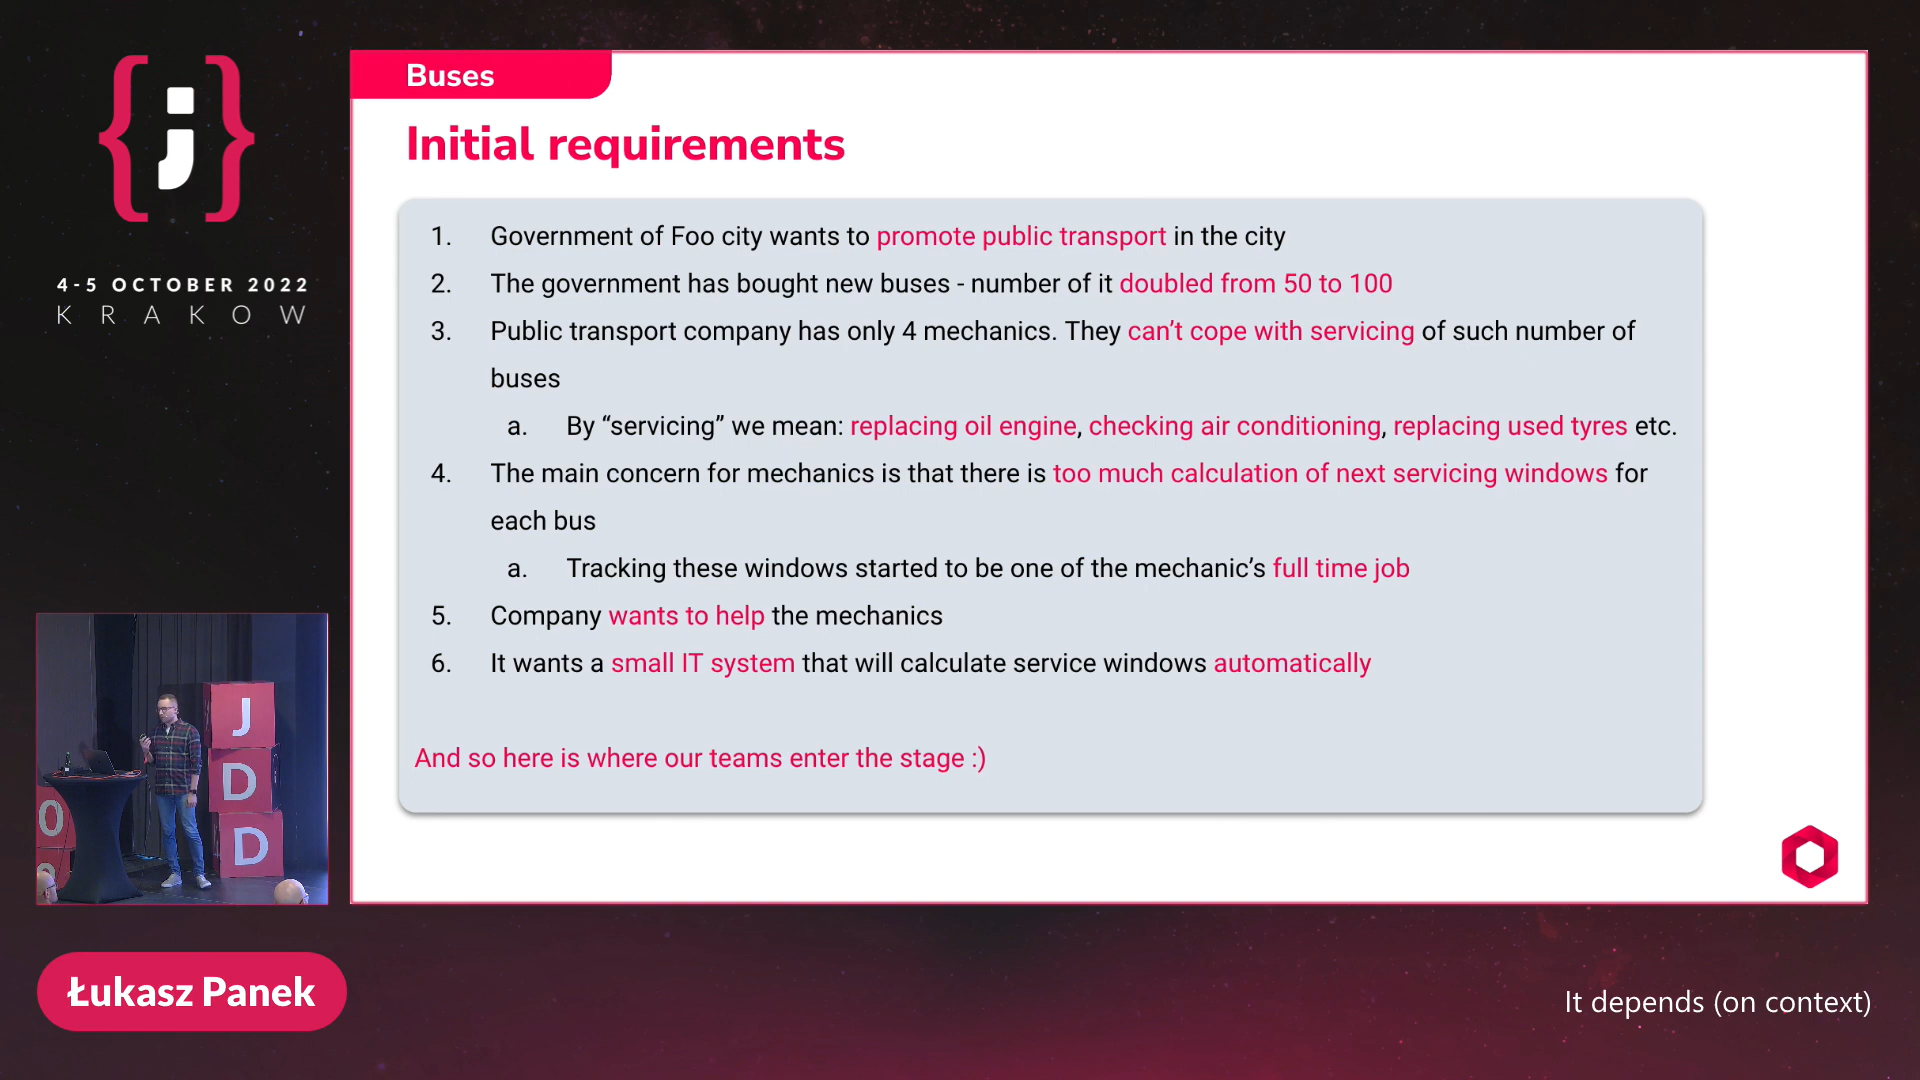 {;}
4-5 OCTOBER 2022
KRAKOW
Buses
Initial requirements
1. Government of Foo city wants to promote public transport in the city
2. The government has bought new buses - number of it doubled from 50 to 100
3. Public transport company has only 4 mechanics. They can’t cope with servicing of such number of
buses
a. By “servicing” we mean: replacing oil engine, checking air conditioning, replacing used tyres etc.
4. The main concern for mechanics is that there is too much calculation of next servicing windows for
each bus
a. Tracking these windows started to be one of the mechanic’s full time job
5. Company wants to help the mechanics
6. It wants a small IT system that will calculate service windows automatically
And so here is where our teams enter the stage :)
J
D
D
0
Łukasz Panek
It depends (on context)